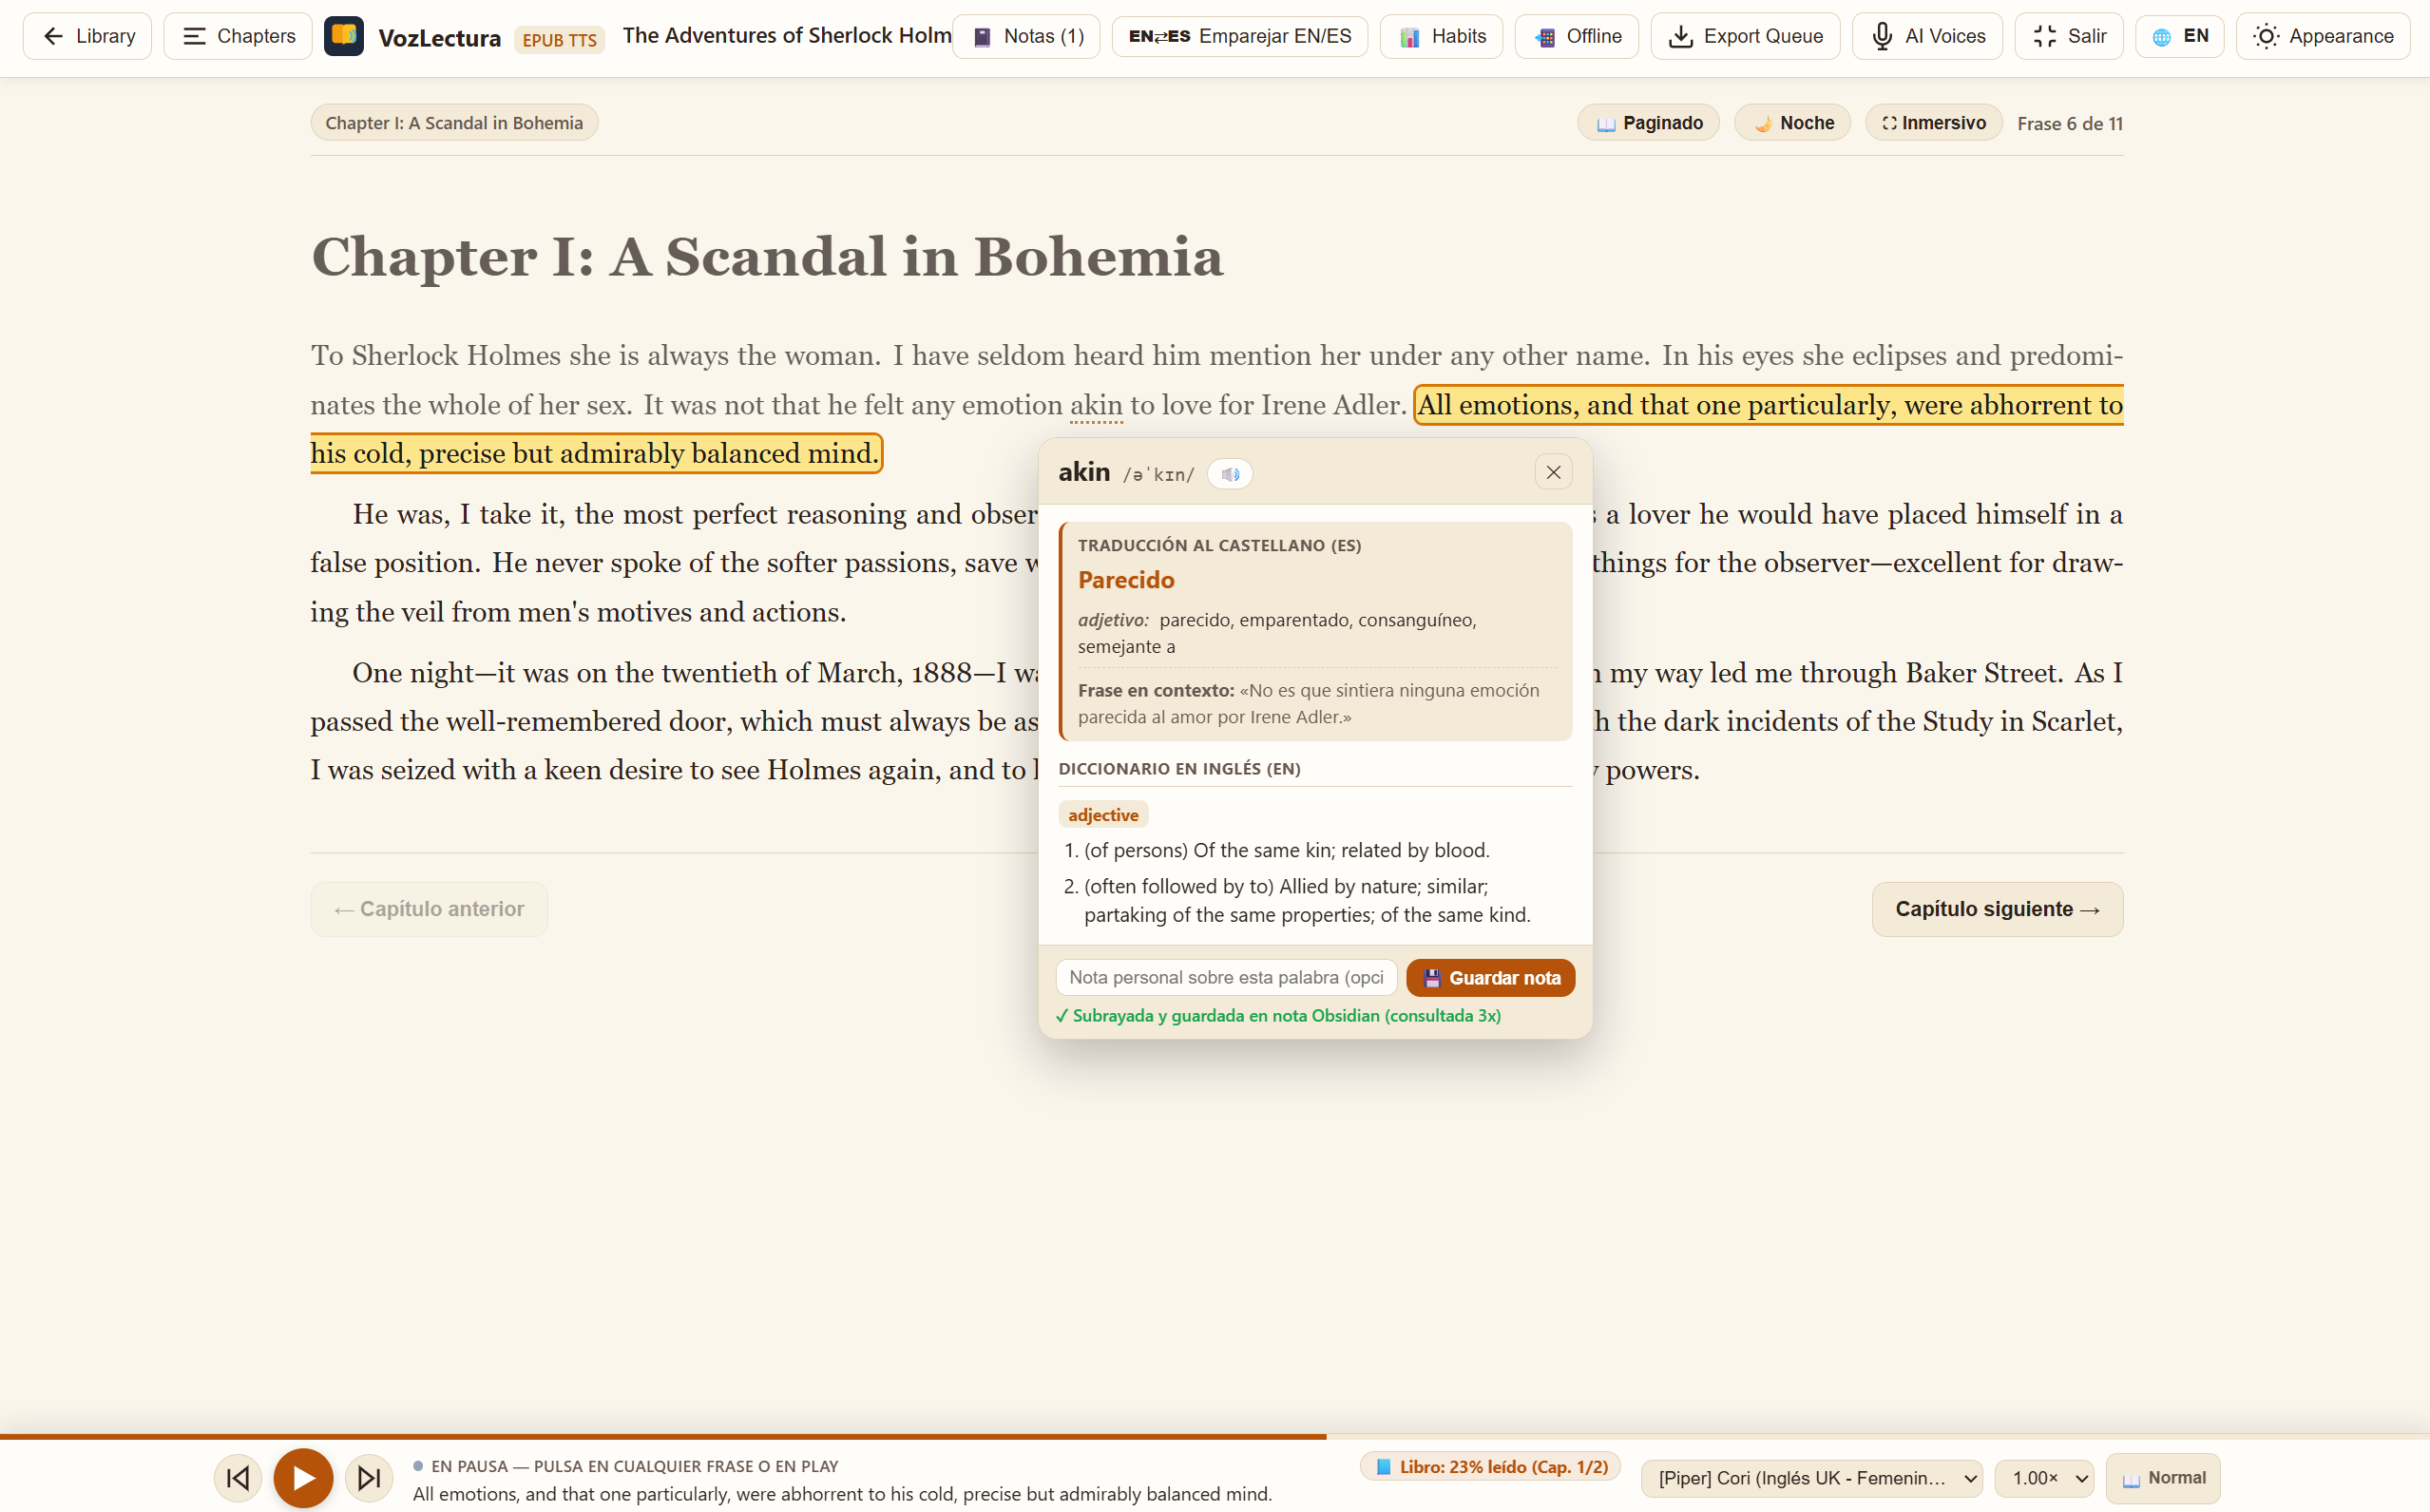 Library
Chapters
VozLectura
EPUB TTS
The Adventures of Sherlock Holm
Notas (1)
EN⇄ES Emparejar EN/ES
Habits
Offline
Export Queue
AI Voices
Salir
EN
Appearance
Chapter I: A Scandal in Bohemia
Paginado
Noche
Inmersivo
Frase 6 de 11
Chapter I: A Scandal in Bohemia
To Sherlock Holmes she is always the woman. I have seldom heard him mention her under any other name. In his eyes she eclipses and predomi-
nates the whole of her sex. It was not that he felt any emotion akin to love for Irene Adler. All emotions, and that one particularly, were abhorrent to
his cold, precise but admirably balanced mind.
He was, I take it, the most perfect reasoning and obser
a lover he would have placed himself in a
false position. He never spoke of the softer passions, save
things for the observer—excellent for draw-
ing the veil from men's motives and actions.
One night—it was on the twentieth of March, 1888—I wa
my way led me through Baker Street. As I
passed the well-remembered door, which must always be as
the dark incidents of the Study in Scarlet,
I was seized with a keen desire to see Holmes again, and to
powers.
akin /əˈkɪn/
TRADUCCIÓN AL CASTELLANO (ES)
Parecido
adjetivo: parecido, emparentado, consanguíneo,
semejante a
Frase en contexto: «No es que sintiera ninguna emoción
parecida al amor por Irene Adler.»
DICCIONARIO EN INGLÉS (EN)
adjective
1. (of persons) Of the same kin; related by blood.
2. (often followed by to) Allied by nature; similar;
partaking of the same properties; of the same kind.
Nota personal sobre esta palabra (opci
Guardar nota
✓ Subrayada y guardada en nota Obsidian (consultada 3x)
← Capítulo anterior
Capítulo siguiente →
EN PAUSA — PULSA EN CUALQUIER FRASE O EN PLAY
All emotions, and that one particularly, were abhorrent to his cold, precise but admirably balanced mind.
Libro: 23% leído (Cap. 1/2)
[Piper] Cori (Inglés UK - Femenin...
1.00×
Normal